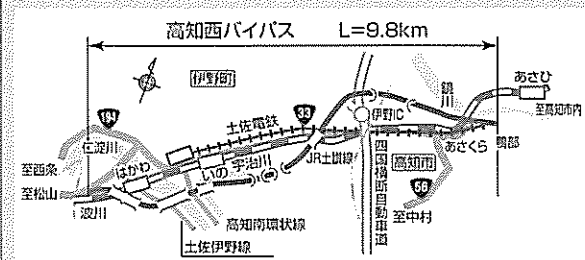 高知西バイパス L=9.8km
伊野町
194
仁淀川
至西条
はかわ
至松山
波川
土佐電鉄
33
いの
宇治川
JR土讃線
高知南環状線
土佐伊野線
伊野IC
四国横断自動車道
鏡川
あさひ
至高知市内
あさくら
鴨部
高知市
56
至中村